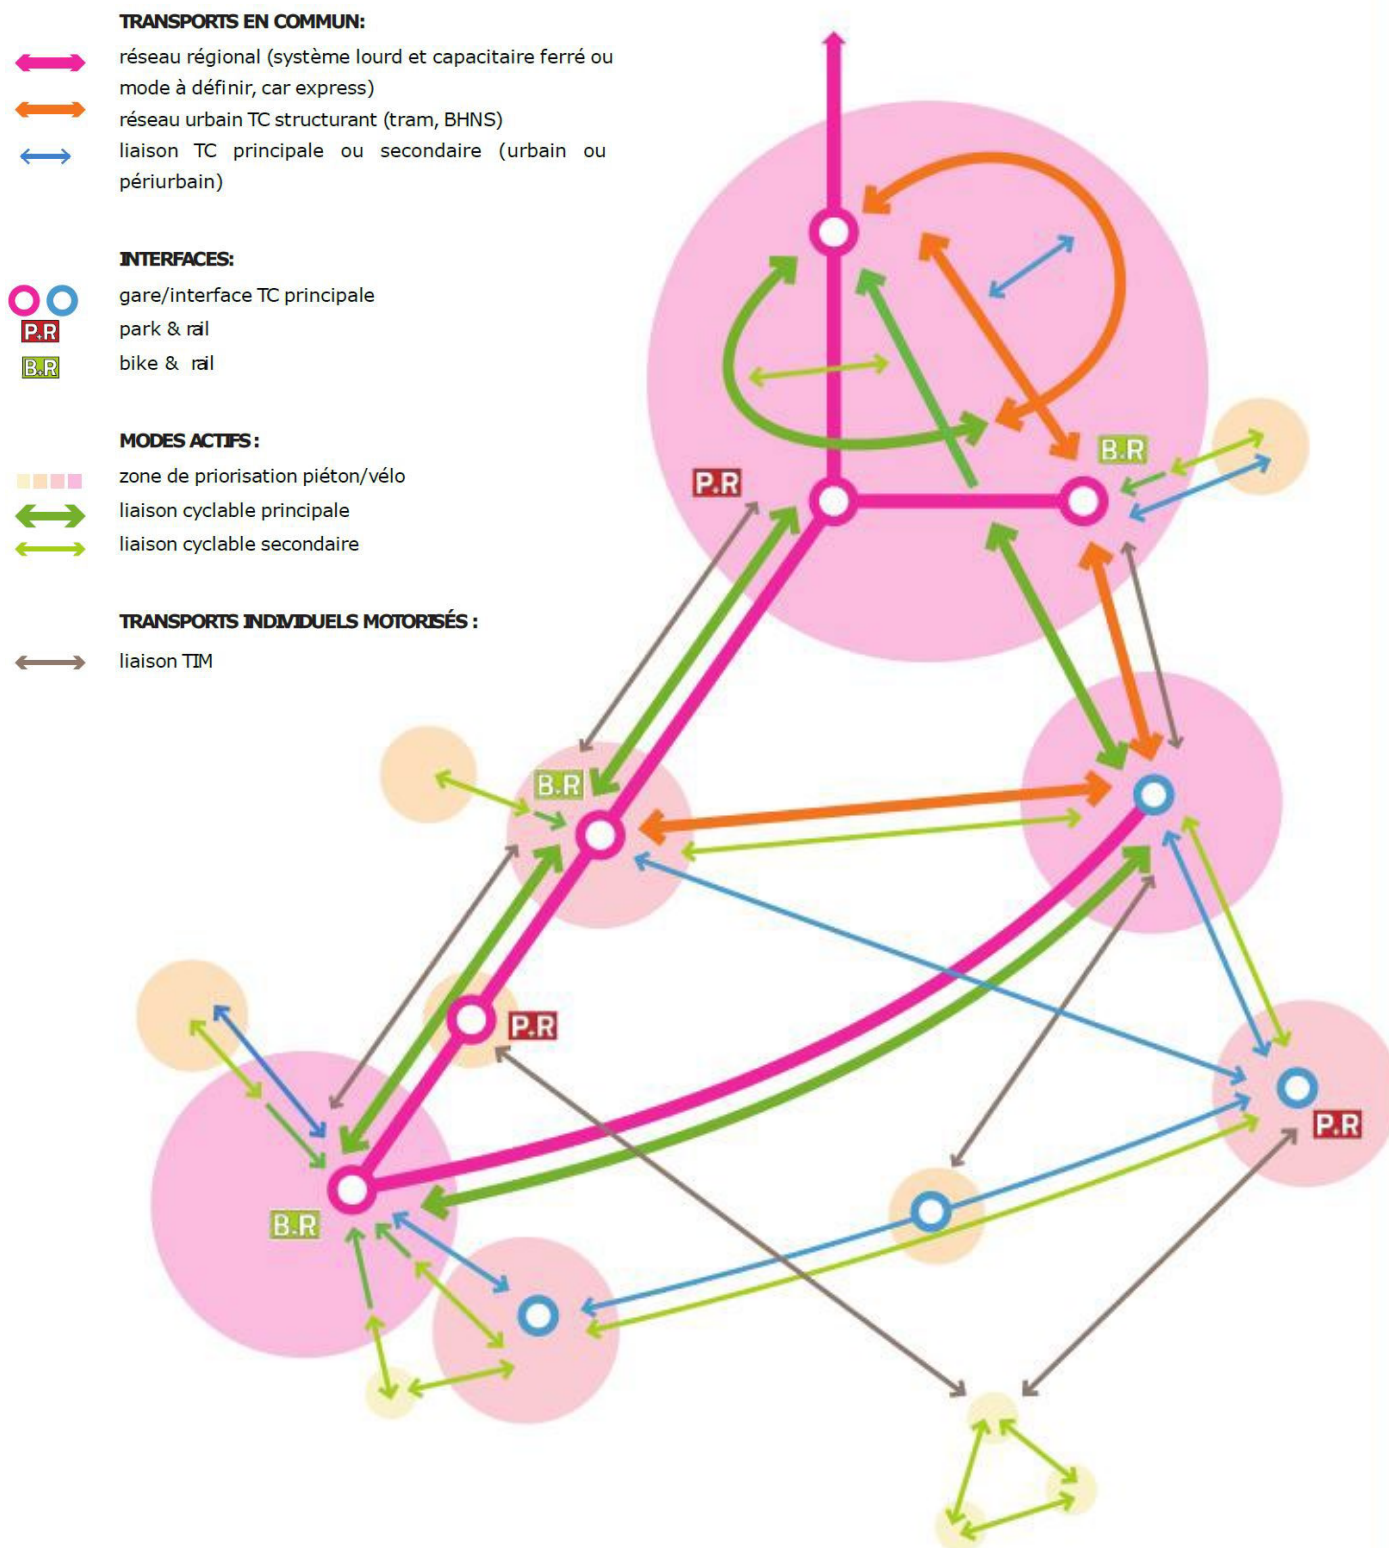 TRANSPORTS EN COMMUN:
réseau régional (système lourd et capacitaire ferré ou
mode à définir, car express)
réseau urbain TC structurant (tram, BHNS)
liaison TC principale ou secondaire (urbain ou
périurbain)
INTERFACES:
gare/interface TC principale
P.R park & rail
B.R bike & rail
MODES ACTIFS :
zone de priorisation piéton/vélo
liaison cyclable principale
liaison cyclable secondaire
TRANSPORTS INDIVIDUELS MOTORISÉS :
liaison TIM
B.R
P.R
B.R
P.R
P.R
B.R